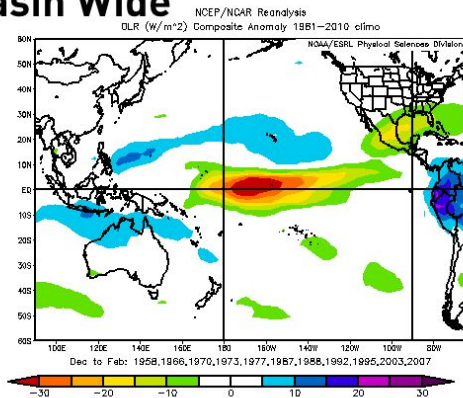 asin Wide
NCEP/NCAR Reanalysis
OLR (W/m^2) Composite Anomaly 1981-2010 climo
NOAA/ESRL Physical Sciences Division
60N
50N
40N
30N
20N
10N
EQ
10S
20S
30S
40S
50S
60S
100E 120E 140E 160E 180 160W 140W 120W 100W 80W
Dec to Feb: 1958,1966,1970,1973,1977,1987,1988,1992,1995,2003,2007
-30 -20 -10 0 10 20 30